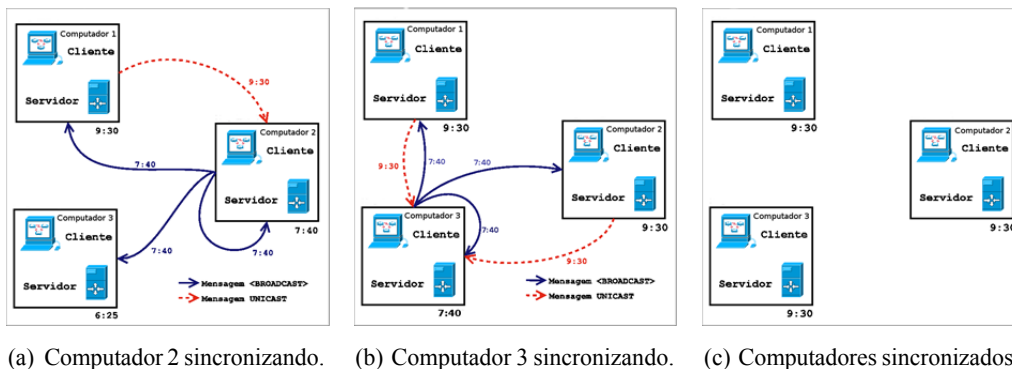 Computador 1
Cliente
Servidor
9:30
9:30
Computador 2
Cliente
Servidor
7:40
7:40
7:40
7:40
Computador 3
Cliente
Servidor
6:25
Mensagem <BROADCAST>
Mensagem UNICAST
(a) Computador 2 sincronizando.
Computador 1
Cliente
Servidor
9:30
9:30
7:40
7:40
Computador 2
Cliente
Servidor
9:30
Computador 3
Cliente
7:40
Servidor
9:30
7:40
Mensagem <BROADCAST>
Mensagem UNICAST
(b) Computador 3 sincronizando.
Computador 1
Cliente
Servidor
9:30
Computador 2
Cliente
Servidor
9:30
Computador 3
Cliente
Servidor
9:30
(c) Computadores sincronizados